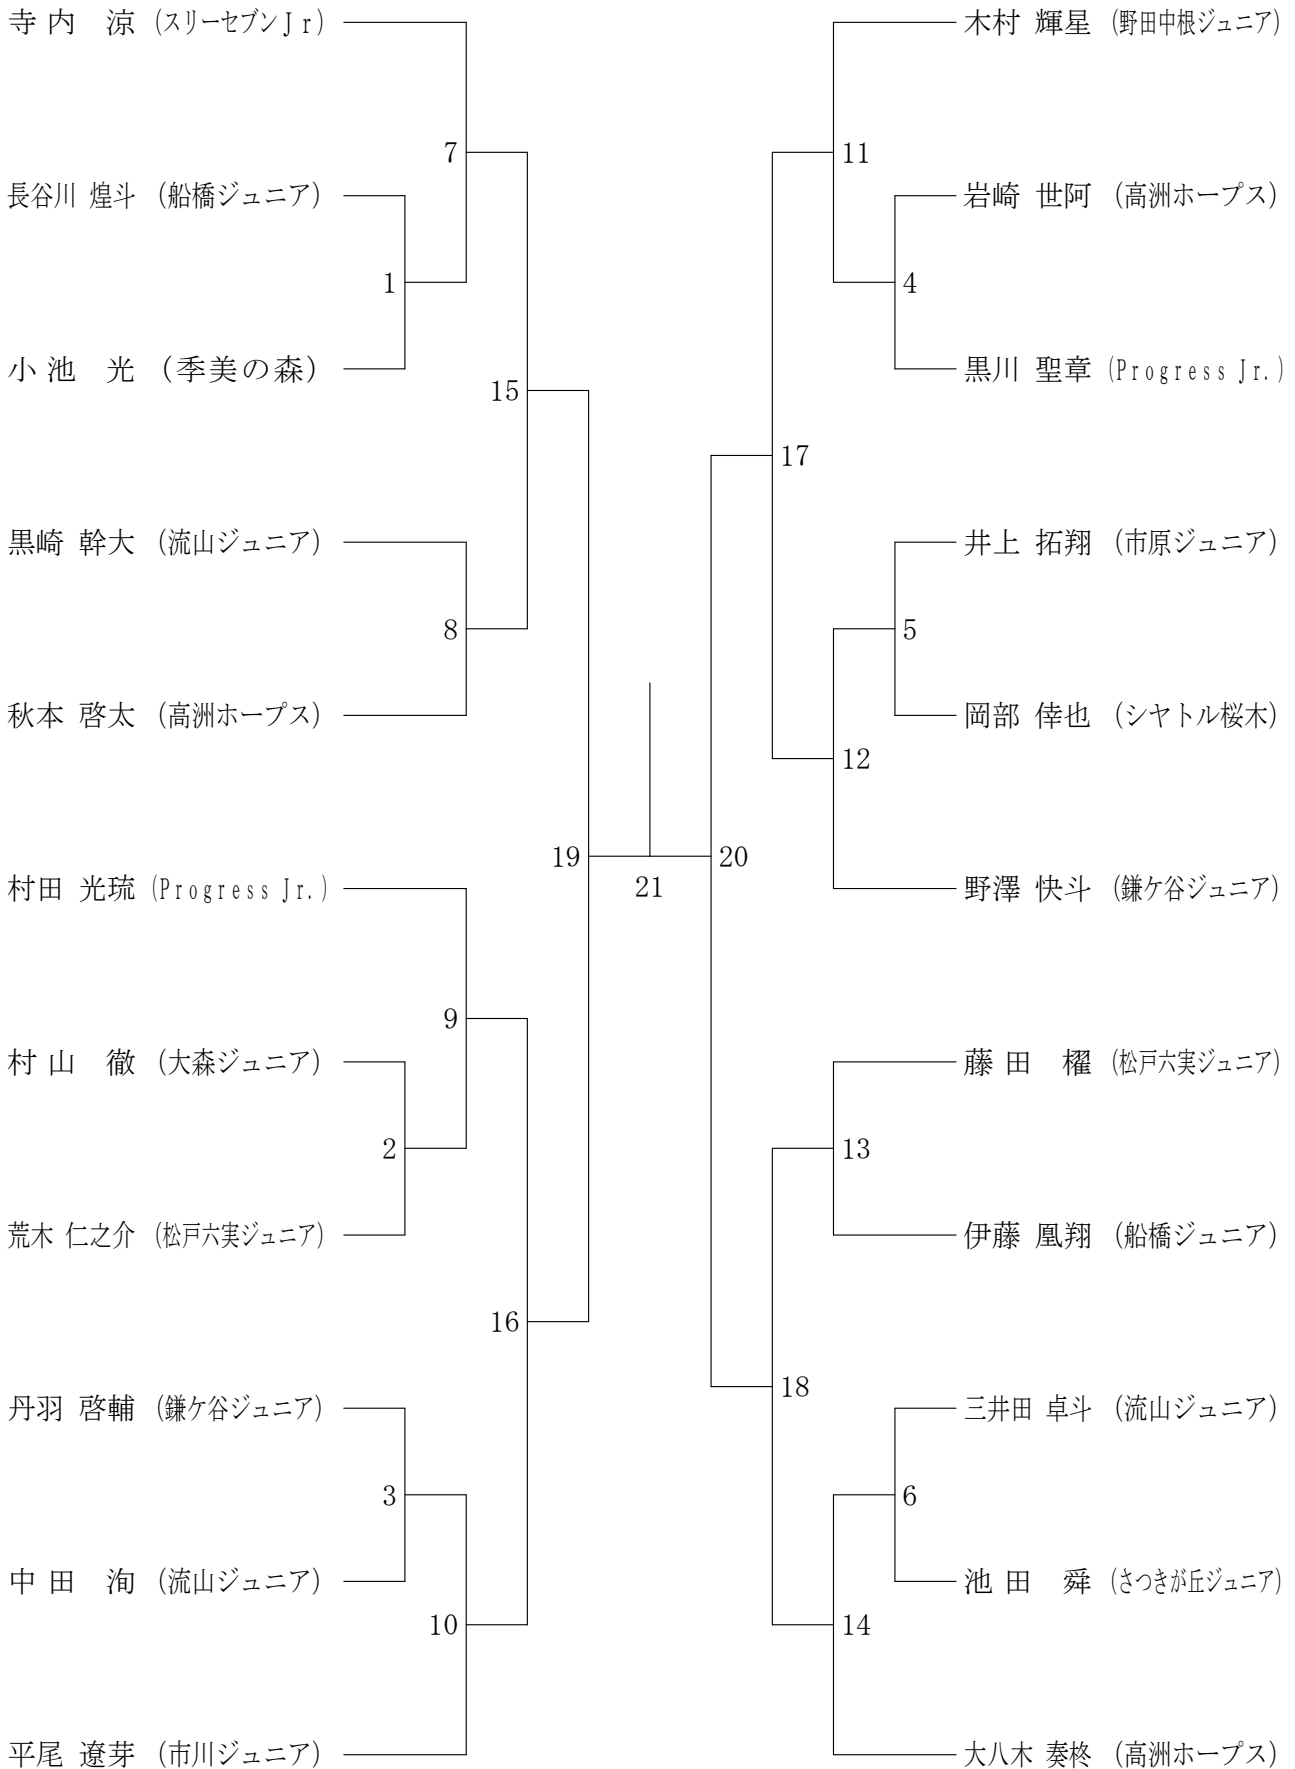 寺内 涼 (スリーセブンJr)
7
長谷川 煌斗 (船橋ジュニア)
1
小池 光 (季美の森)
15
黒崎 幹大 (流山ジュニア)
8
秋本 啓太 (高洲ホープス)
19
村田 光琉 (Progress Jr.)
9
村山 徹 (大森ジュニア)
2
荒木 仁之介 (松戸六実ジュニア)
16
丹羽 啓輔 (鎌ケ谷ジュニア)
3
中田 洵 (流山ジュニア)
10
平尾 遼芽 (市川ジュニア)
21
木村 輝星 (野田中根ジュニア)
11
岩崎 世阿 (高洲ホープス)
4
黒川 聖章 (Progress Jr.)
17
井上 拓翔 (市原ジュニア)
5
岡部 倖也 (シヤトル桜木)
12
20
野澤 快斗 (鎌ケ谷ジュニア)
藤田 櫂 (松戸六実ジュニア)
13
伊藤 凰翔 (船橋ジュニア)
18
三井田 卓斗 (流山ジュニア)
6
池田 舜 (さつきが丘ジュニア)
14
大八木 奏柊 (高洲ホープス)